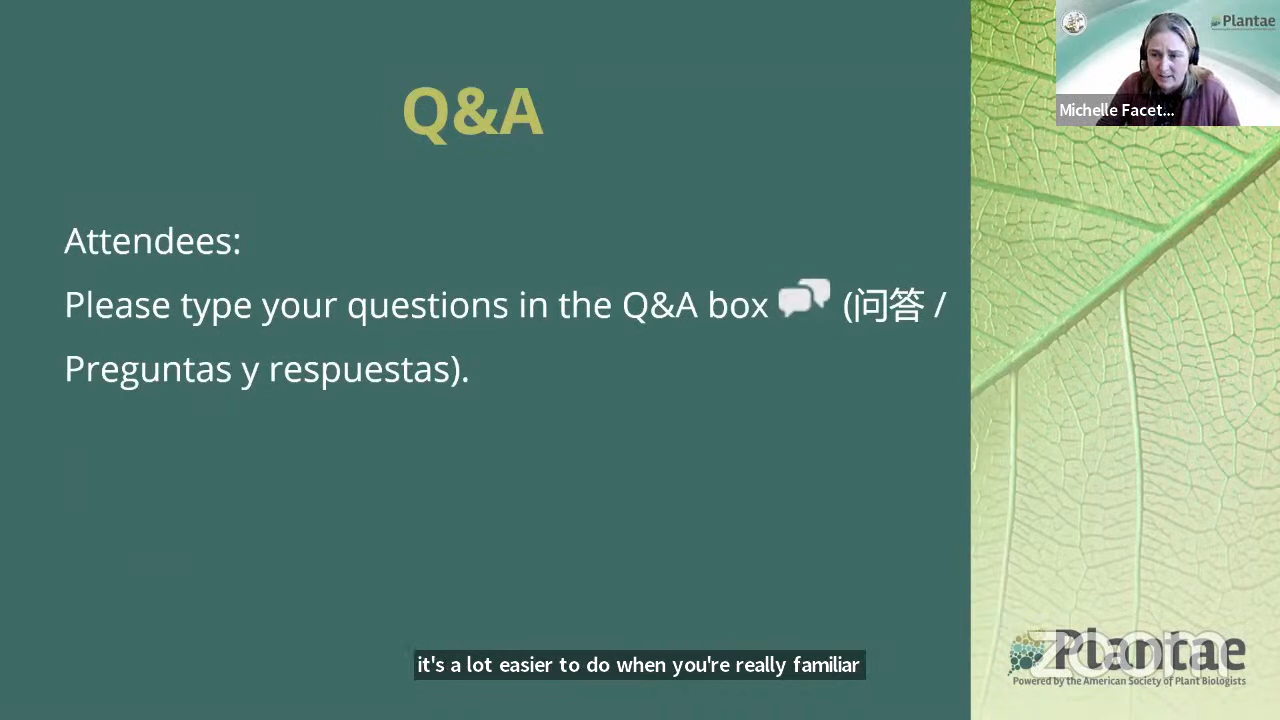 Plantae
Michelle Facet...
Q&A
Attendees:
Please type your questions in the Q&A box (问答 /
Preguntas y respuestas).
it's a lot easier to do when you're really familiar
zoom
Plantae
Powered by the American Society of Plant Biologists